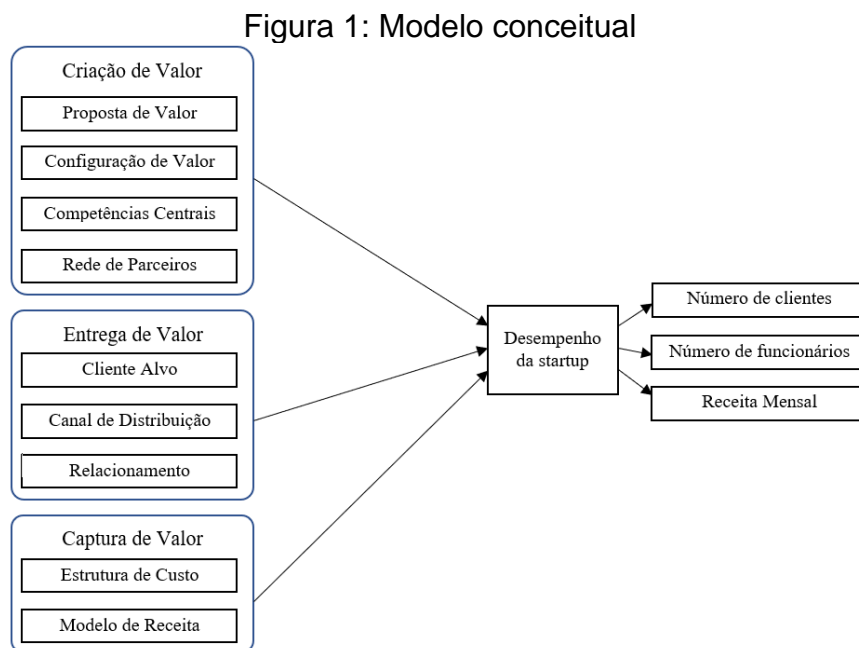 Figura 1: Modelo conceitual
Criação de Valor
Proposta de Valor
Configuração de Valor
Competências Centrais
Rede de Parceiros
Entrega de Valor
Cliente Alvo
Canal de Distribuição
Relacionamento
Captura de Valor
Estrutura de Custo
Modelo de Receita
Desempenho
da startup
Número de clientes
Número de funcionários
Receita Mensal